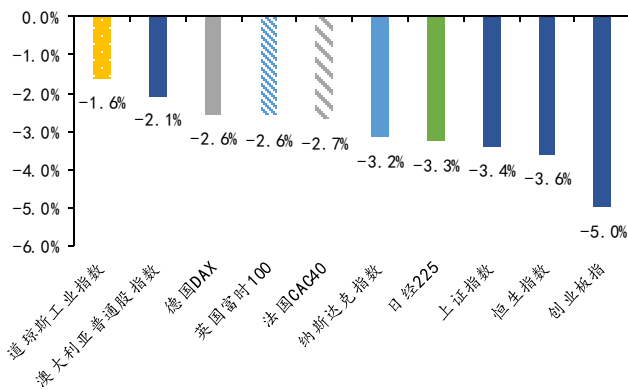 0.0%
-1.0%
-2.0%
-3.0%
-4.0%
-5.0%
-6.0%
-1.6%
-2.1%
-2.6%
-2.6%
-2.7%
-3.2%
-3.3%
-3.4%
-3.6%
-5.0%
道琼斯工业指数
澳大利亚普通股指数
德国DAX
英国富时100
法国CAC40
纳斯达克指数
日经225
上证指数
恒生指数
创业板指